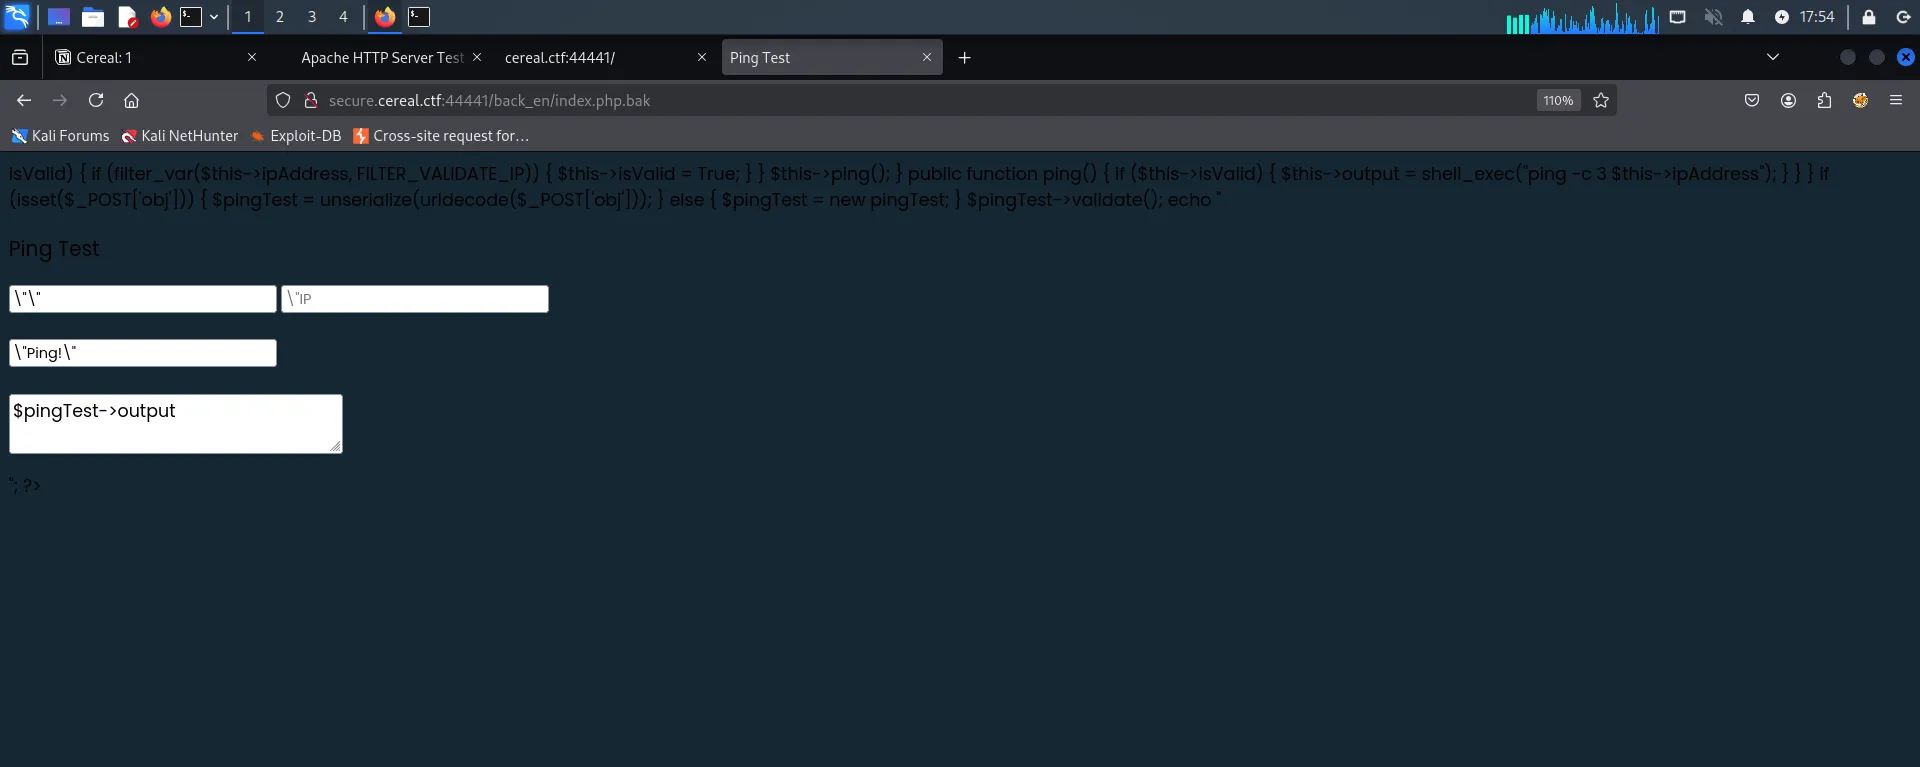 1 2 3 4 17:54
Cereal: 1 Apache HTTP Server Test cereal.ctf:44441/ Ping Test
secure.cereal.ctf:44441/back_en/index.php.bak 110%
Kali Forums Kali NetHunter Exploit-DB Cross-site request for…
isValid) { if (filter_var($this->ipAddress, FILTER_VALIDATE_IP)) { $this->isValid = True; } } $this->ping(); } public function ping() { if ($this->isValid) { $this->output = shell_exec("ping -c 3 $this->ipAddress"); } } } if
(isset($_POST['obj'])) { $pingTest = unserialize(urldecode($_POST['obj'])); } else { $pingTest = new pingTest; } $pingTest->validate(); echo "
Ping Test
\"\" \"IP
\"Ping!\"
$pingTest->output
"; ?>